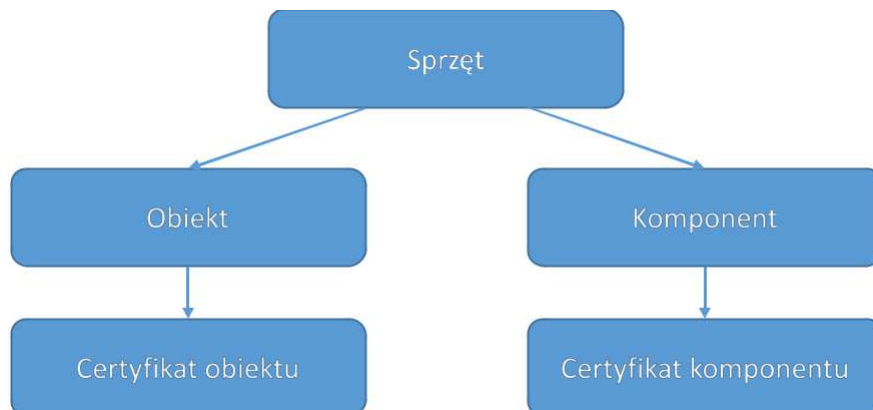 Sprzęt
Obiekt
Komponent
Certyfikat obiektu
Certyfikat komponentu